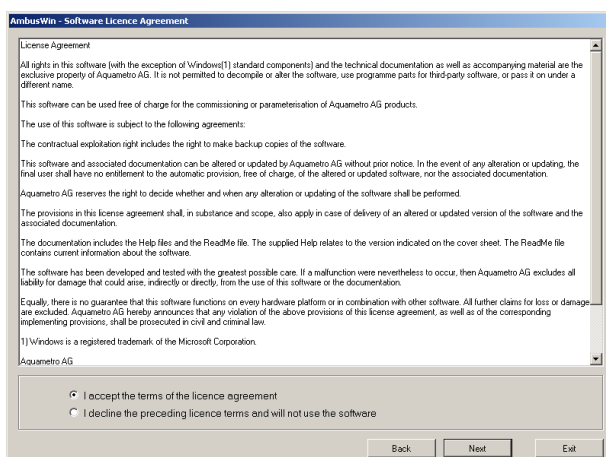 AmbusWin - Software Licence Agreement
License Agreement
All rights in this software (with the exception of Windows(1) standard components) and the technical documentation as well as accompanying material are the
exclusive property of Aquametro AG. It is not permitted to decompile or alter the software, use programme parts for third-party software, or pass it on under a
different name.
This software can be used free of charge for the commissioning or parameterisation of Aquametro AG products.
The use of this software is subject to the following agreements:
The contractual exploitation right includes the right to make backup copies of the software.
This software and associated documentation can be altered or updated by Aquametro AG without prior notice. In the event of any alteration or updating, the
final user shall have no entitlement to the automatic provision, free of charge, of the altered or updated software, nor the associated documentation.
Aquametro AG reserves the right to decide whether and when any alteration or updating of the software shall be performed.
The provisions in this license agreement shall, in substance and scope, also apply in case of delivery of an altered or updated version of the software and the
associated documentation.
The documentation includes the Help files and the ReadMe file. The supplied Help relates to the version indicated on the cover sheet. The ReadMe file
contains current information about the software.
The software has been developed and tested with the greatest possible care. If a malfunction were nevertheless to occur, then Aquametro AG excludes all
liability for damage that could arise, indirectly or directly, from the use of this software or the documentation.
Equally, there is no guarantee that this software functions on every hardware platform or in combination with other software. All further claims for loss or damage
are excluded. Aquametro AG hereby announces that any violation of the above provisions of this license agreement, as well as of the corresponding
implementing provisions, shall be prosecuted in civil and criminal law.
1) Windows is a registered trademark of the Microsoft Corporation.
Aquametro AG
I accept the terms of the licence agreement
I decline the preceding licence terms and will not use the software
Back
Next
Exit